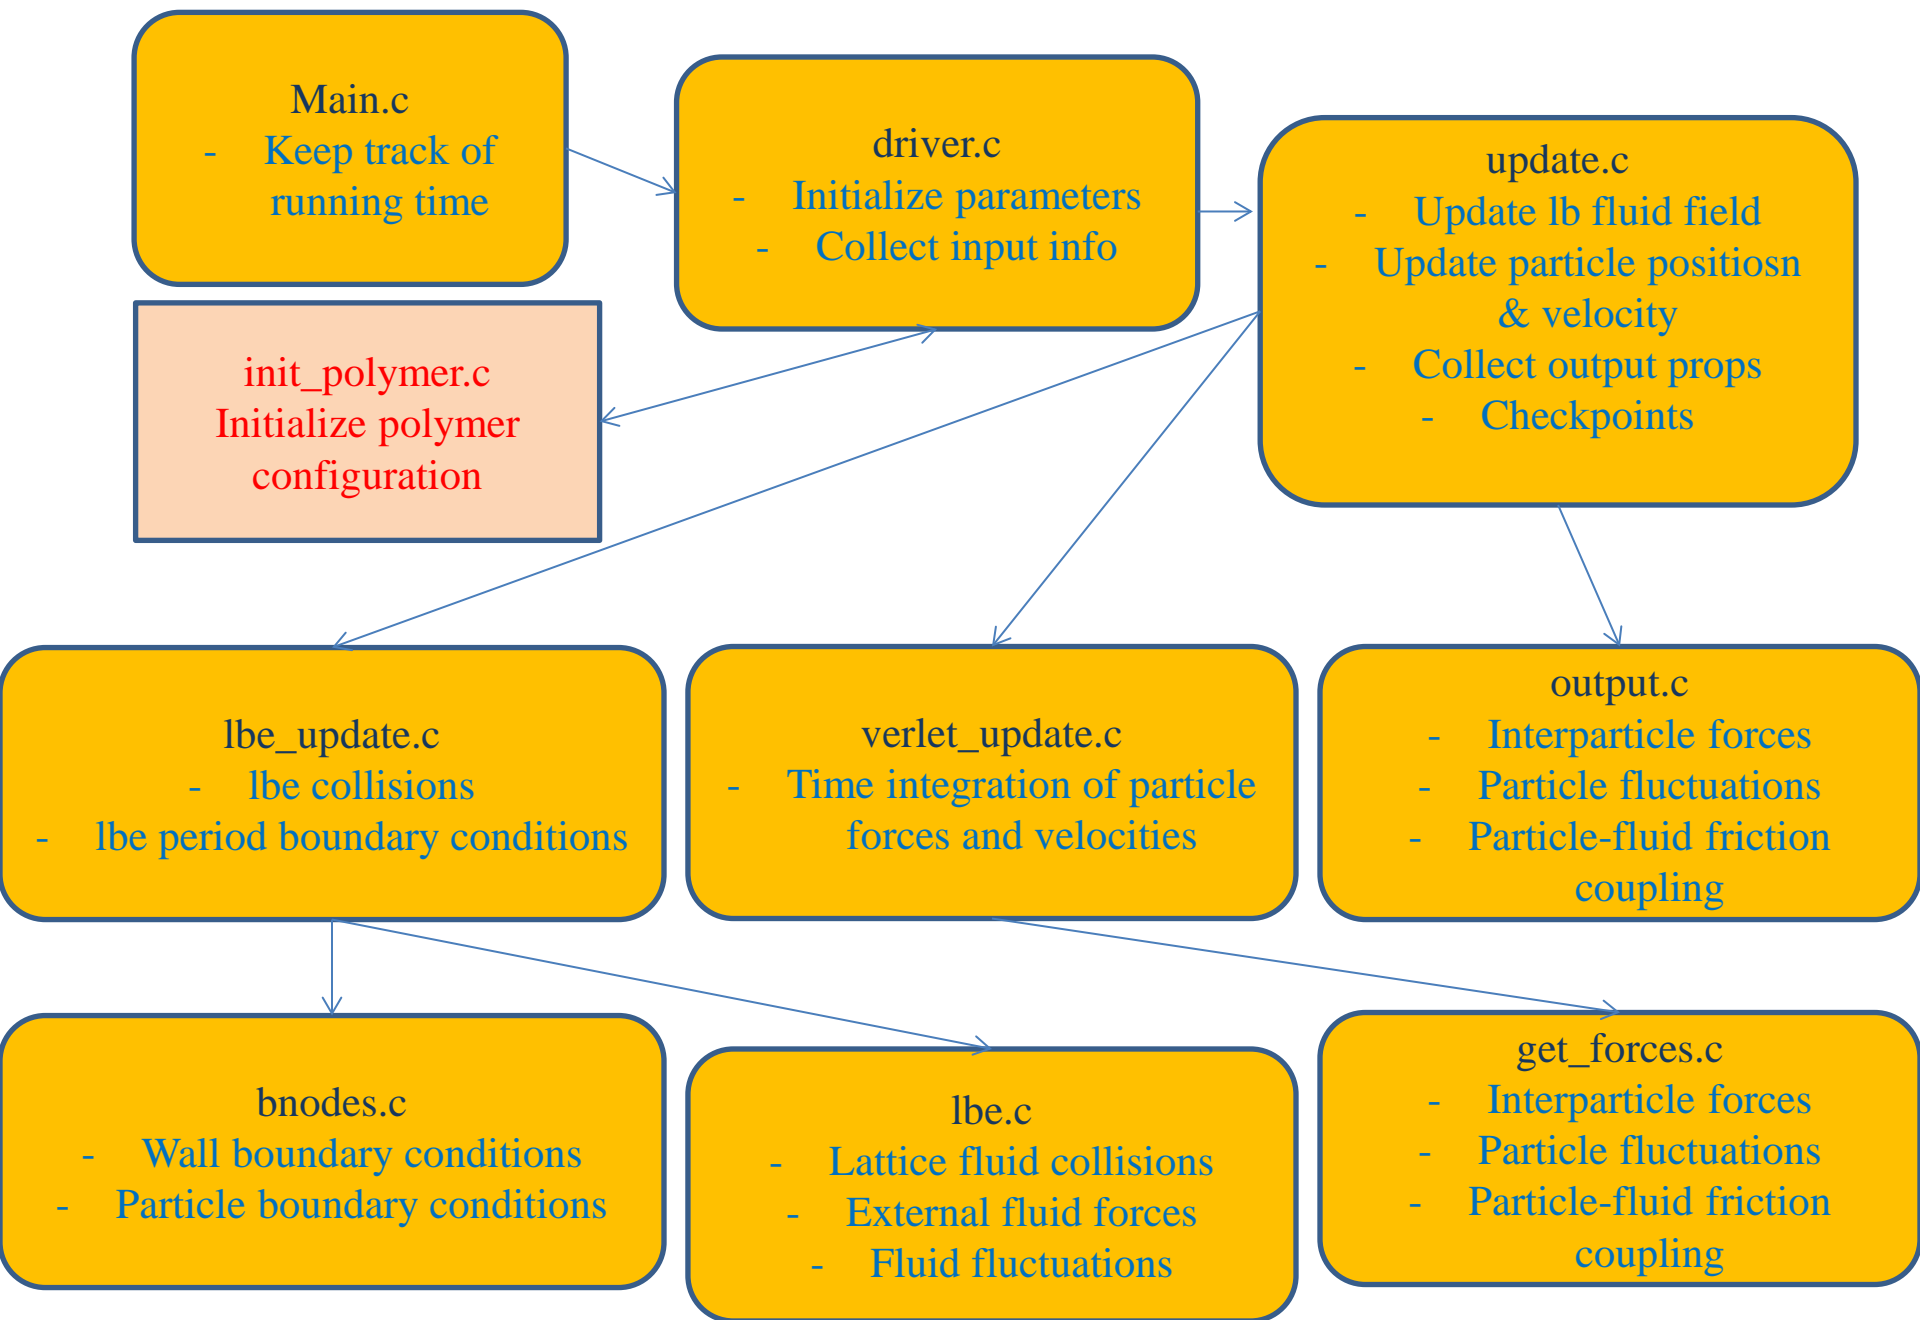 Main.c
- Keep track of
running time
driver.c
- Initialize parameters
- Collect input info
update.c
- Update lb fluid field
- Update particle positiosn
& velocity
- Collect output props
- Checkpoints
init_polymer.c
Initialize polymer
configuration
lbe_update.c
- lbe collisions
- lbe period boundary conditions
verlet_update.c
- Time integration of particle
forces and velocities
output.c
- Interparticle forces
- Particle fluctuations
- Particle-fluid friction
coupling
bnodes.c
- Wall boundary conditions
- Particle boundary conditions
lbe.c
- Lattice fluid collisions
- External fluid forces
- Fluid fluctuations
get_forces.c
- Interparticle forces
- Particle fluctuations
- Particle-fluid friction
coupling